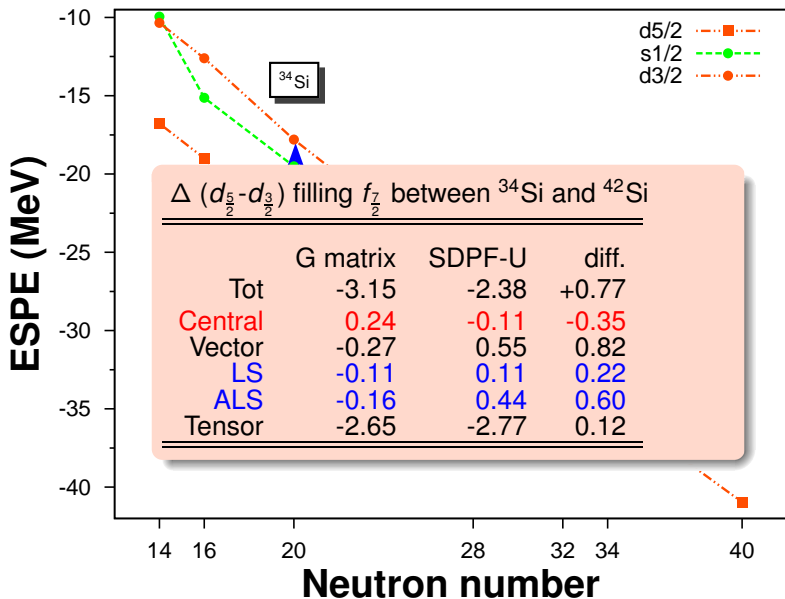 -10
-15
-20
-25
-30
-35
-40
14
16
20
28
32
34
40
ESPE (MeV)
Neutron number
d5/2
s1/2
d3/2
³⁴Si
Δ (d5/2-d3/2) filling f7/2 between ³⁴Si and ⁴²Si
G matrix SDPF-U diff.
Tot -3.15 -2.38 +0.77
Central 0.24 -0.11 -0.35
Vector -0.27 0.55 0.82
LS -0.11 0.11 0.22
ALS -0.16 0.44 0.60
Tensor -2.65 -2.77 0.12